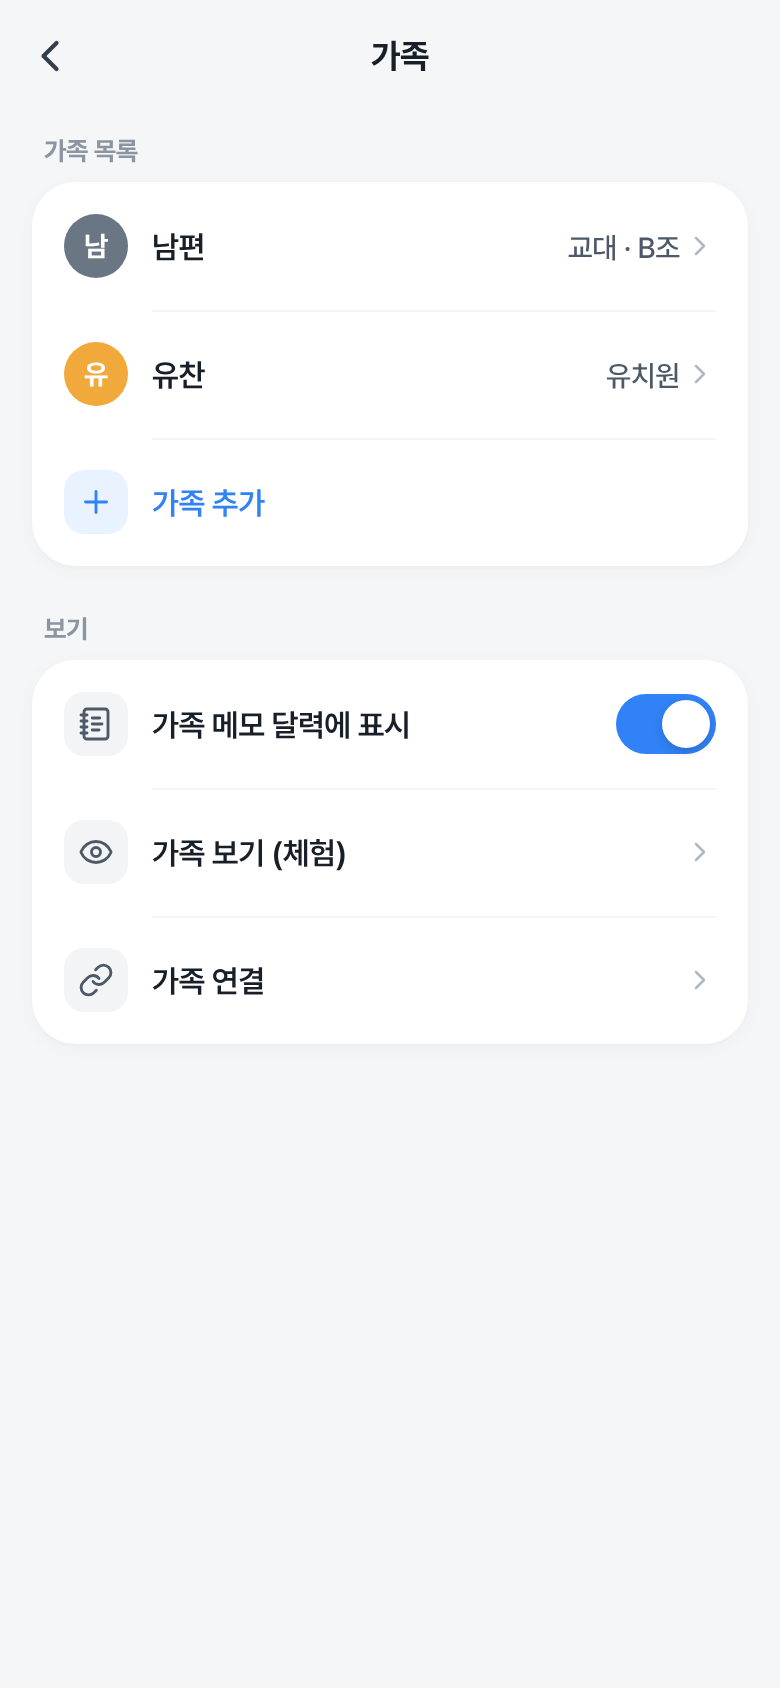 가족
가족 목록
남 남편 교대 · B조
유 유찬 유치원
가족 추가
보기
가족 메모 달력에 표시
가족 보기 (체험)
가족 연결